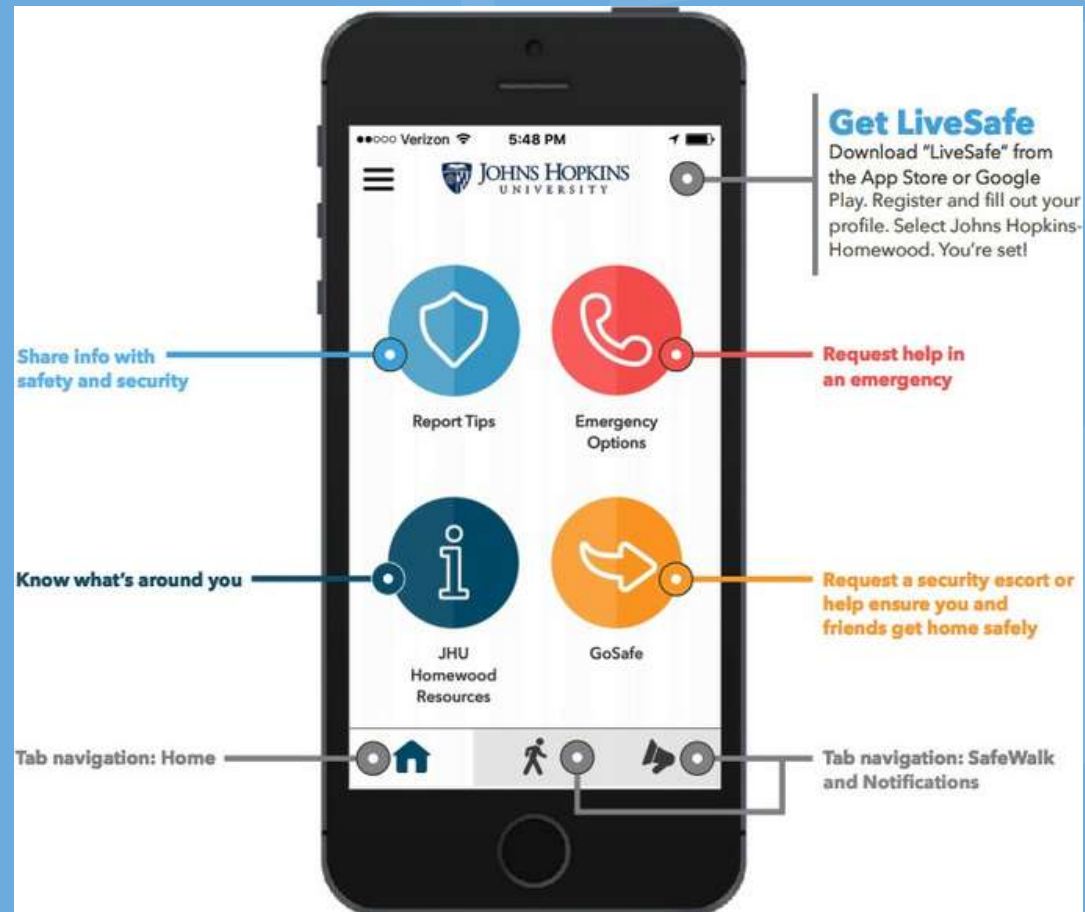 Verizon 5:48 PM
JOHNS HOPKINS
UNIVERSITY
Get LiveSafe
Download "LiveSafe" from
the App Store or Google
Play. Register and fill out your
profile. Select Johns Hopkins-
Homewood. You're set!
Share info with
safety and security
Report Tips
Emergency
Options
Request help in
an emergency
Know what's around you
JHU
Homewood
Resources
GoSafe
Request a security escort or
help ensure you and
friends get home safely
Tab navigation: Home
Tab navigation: SafeWalk
and Notifications